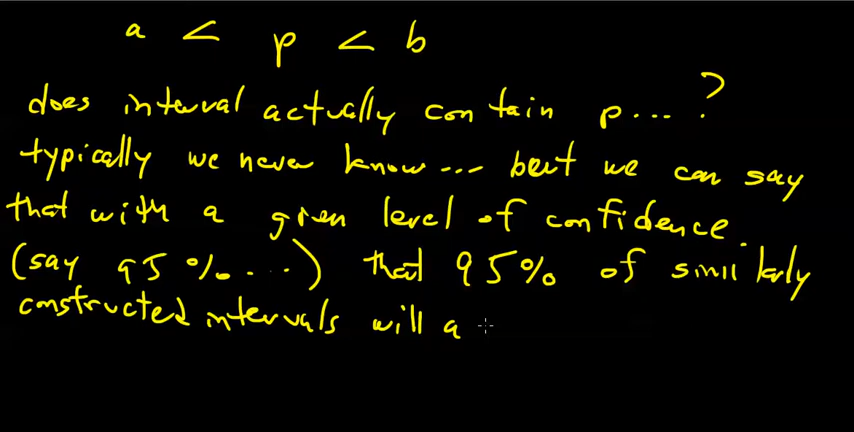 a < p < b
does interval actually contain p...?
typically we never know... but we can say
that with a given level of confidence
(say 95%...) that 95% of similarly
constructed intervals will a